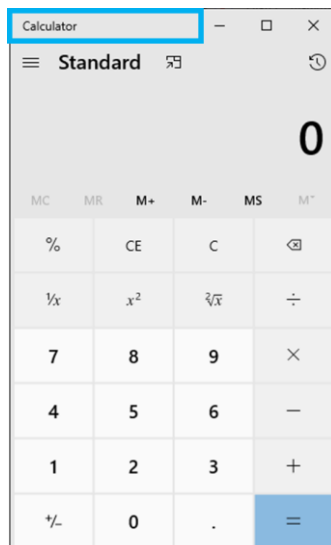 Calculator
Standard
0
MC MR M+ M- MS M˅
% CE C
¹/x x² ²√x ÷
7 8 9 ×
4 5 6 −
1 2 3 +
+/− 0 . =